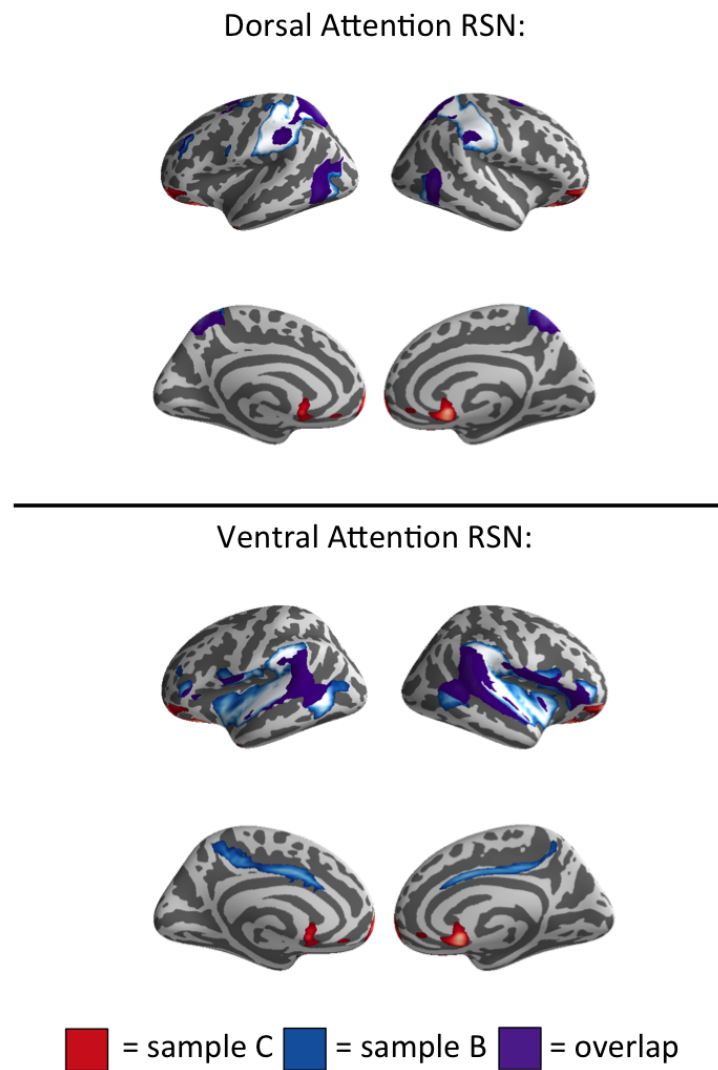 Dorsal Attention RSN:
Ventral Attention RSN:
= sample C = sample B = overlap